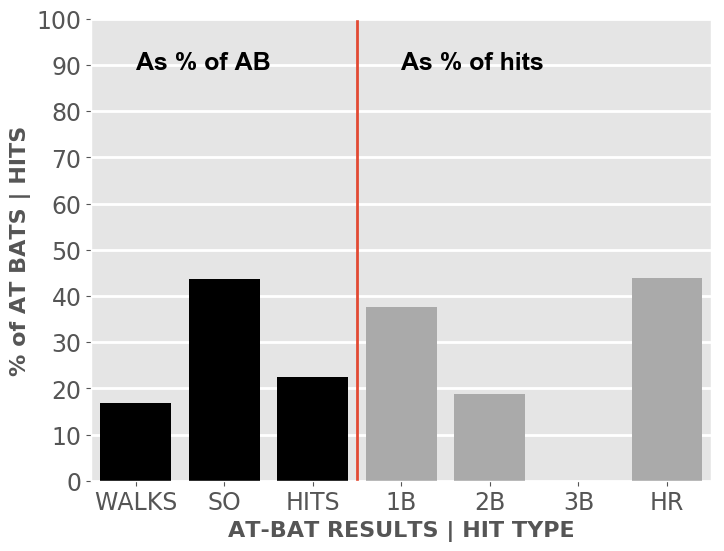 100
90
80
70
60
50
40
30
20
10
0
% of AT BATS | HITS
As % of AB
As % of hits
WALKS SO HITS 1B 2B 3B HR
AT-BAT RESULTS | HIT TYPE